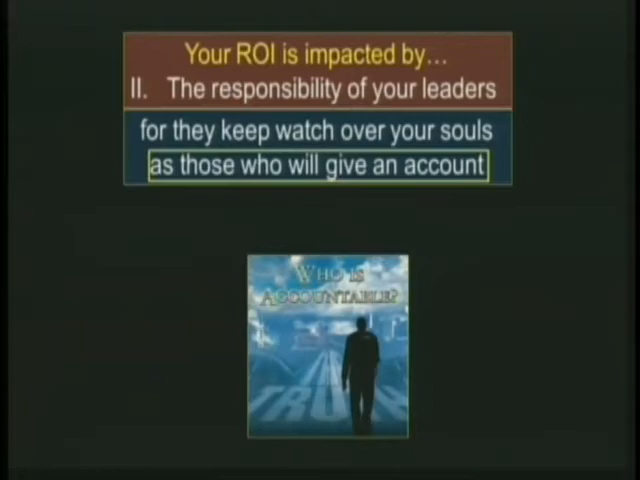 Your ROI is impacted by...
II. The responsibility of your leaders
for they keep watch over your souls
as those who will give an account
WHO IS
ACCOUNTABLE?
TRUTH